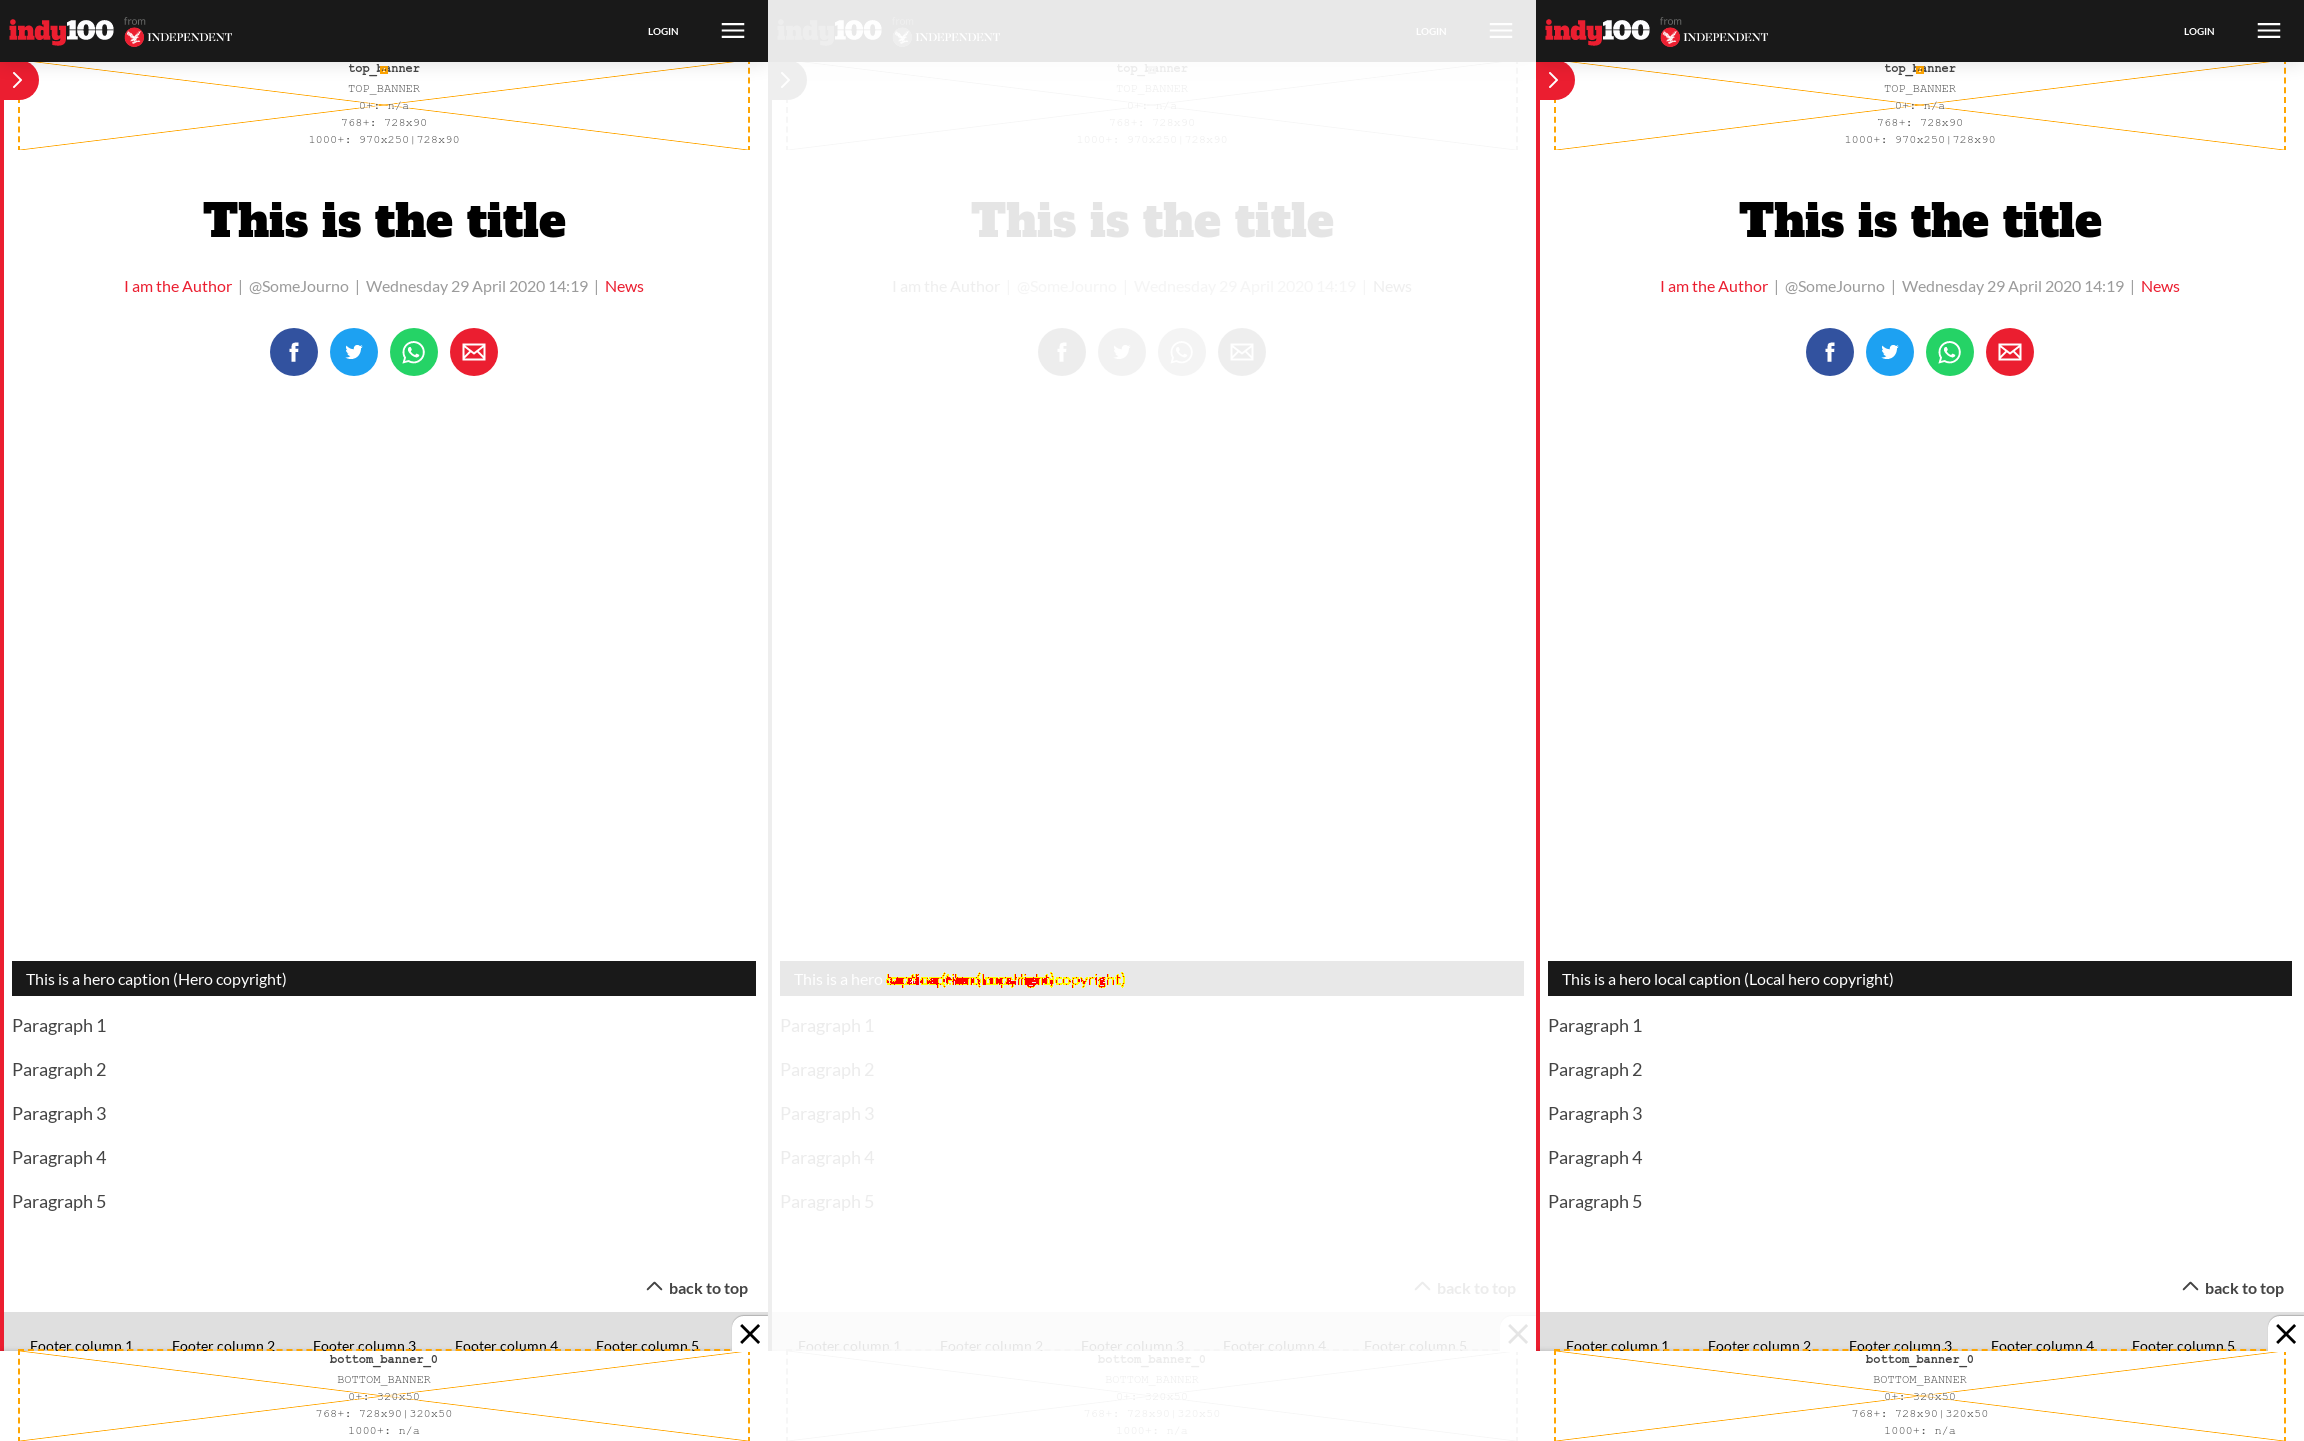 indy100 from INDEPENDENT LOGIN
top_banner
TOP_BANNER
0+: n/a
768+: 728x90
1000+: 970x250|728x90
This is the title
I am the Author | @SomeJourno | Wednesday 29 April 2020 14:19 | News
This is a hero caption (Hero copyright)
Paragraph 1
Paragraph 2
Paragraph 3
Paragraph 4
Paragraph 5
back to top
Footer column 1 Footer column 2 Footer column 3 Footer column 4 Footer column 5
bottom_banner_0
BOTTOM_BANNER
0+: 320x50
768+: 728x90|320x50
1000+: n/a
indy100 from INDEPENDENT LOGIN
top_banner
TOP_BANNER
0+: n/a
768+: 728x90
1000+: 970x250|728x90
This is the title
I am the Author | @SomeJourno | Wednesday 29 April 2020 14:19 | News
This is a hero
Paragraph 1
Paragraph 2
Paragraph 3
Paragraph 4
Paragraph 5
back to top
Footer column 1 Footer column 2 Footer column 3 Footer column 4 Footer column 5
bottom_banner_0
BOTTOM_BANNER
0+: 320x50
768+: 728x90|320x50
1000+: n/a
indy100 from INDEPENDENT LOGIN
top_banner
TOP_BANNER
0+: n/a
768+: 728x90
1000+: 970x250|728x90
This is the title
I am the Author | @SomeJourno | Wednesday 29 April 2020 14:19 | News
This is a hero local caption (Local hero copyright)
Paragraph 1
Paragraph 2
Paragraph 3
Paragraph 4
Paragraph 5
back to top
Footer column 1 Footer column 2 Footer column 3 Footer column 4 Footer column 5
bottom_banner_0
BOTTOM_BANNER
0+: 320x50
768+: 728x90|320x50
1000+: n/a